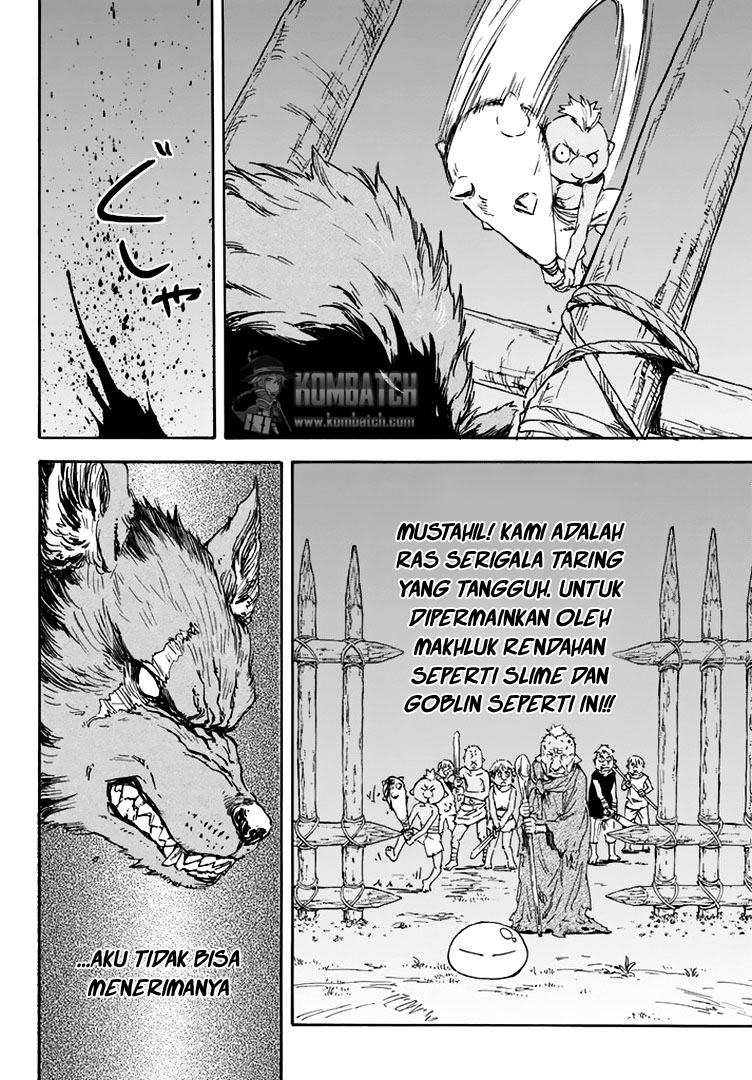 ぐしゃ
KOMBATCH
www.kombatch.com
MUSTAHIL! KAMI ADALAH
RAS SERIGALA TARING
YANG TANGGUH. UNTUK
DIPERMAINKAN OLEH
MAKHLUK RENDAHAN
SEPERTI SLIME DAN
GOBLIN SEPERTI INI!!
...AKU TIDAK BISA
MENERIMANYA